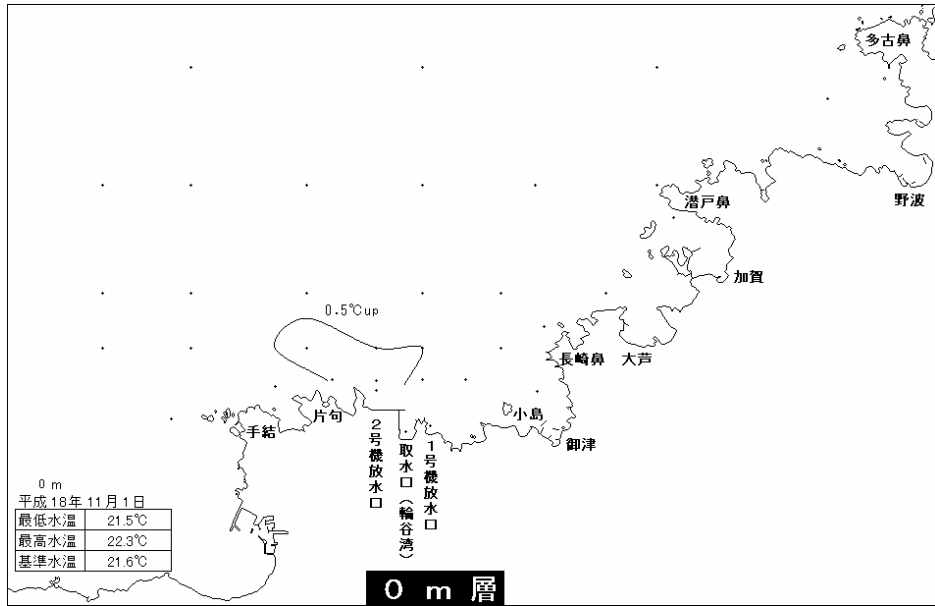 多古鼻
野波
潜戸鼻
加賀
0.5℃up
長崎鼻
大芦
小島
御津
片句
手結
2号機放水口
取水口(輪谷湾)
1号機放水口
0 m
平成18年11月1日
最低水温 21.5℃
最高水温 22.3℃
基準水温 21.6℃
0 m 層